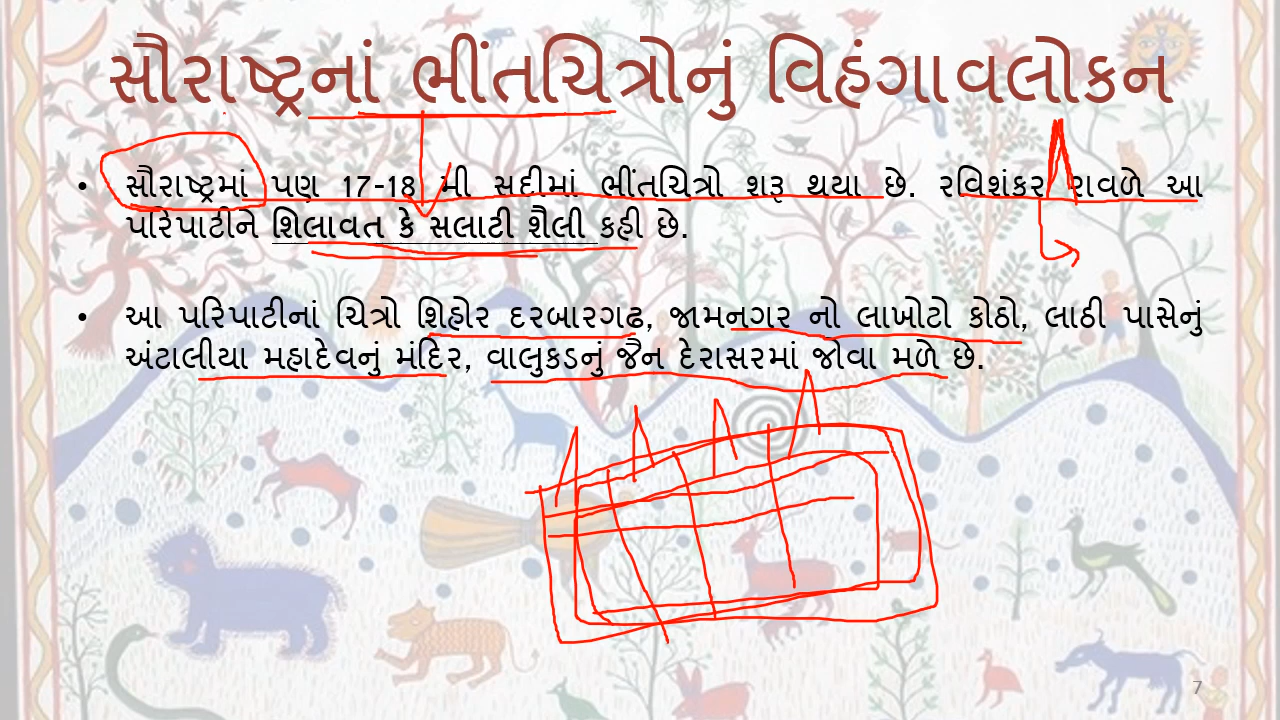 સૌરાષ્ટ્રનાં ભીંતચિત્રોનું વિહંગાવલોકન
• સૌરાષ્ટ્રમાં પણ 17-18 મી સદીમાં ભીંતચિત્રો શરૂ થયા છે. રવિશંકર રાવળે આ
પરિપાટીને શિલાવત કે સલાટી શૈલી કહી છે.
• આ પરિપાટીનાં ચિત્રો શિહોર દરબારગઢ, જામનગર નો લાખોટો કોઠો, લાઠી પાસેનું
અંટાલીયા મહાદેવનું મંદિર, વાલુકડનું જૈન દેરાસરમાં જોવા મળે છે.
7